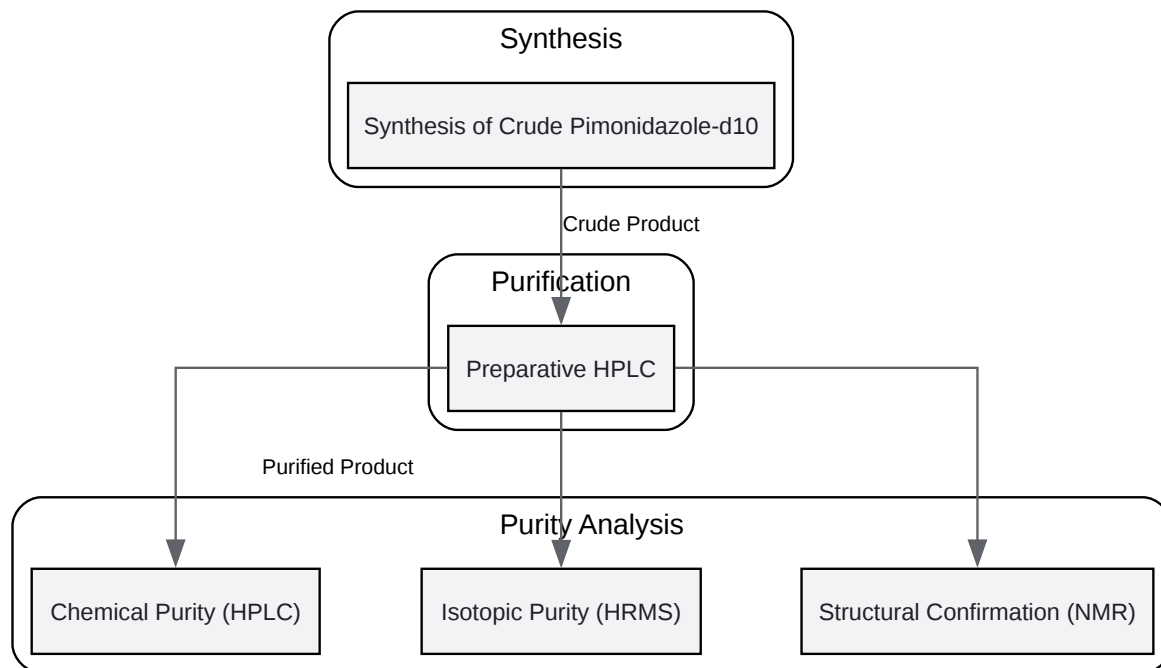 Synthesis
Synthesis of Crude Pimonidazole-d10
Crude Product
Purification
Preparative HPLC
Purified Product
Purity Analysis
Chemical Purity (HPLC)
Isotopic Purity (HRMS)
Structural Confirmation (NMR)